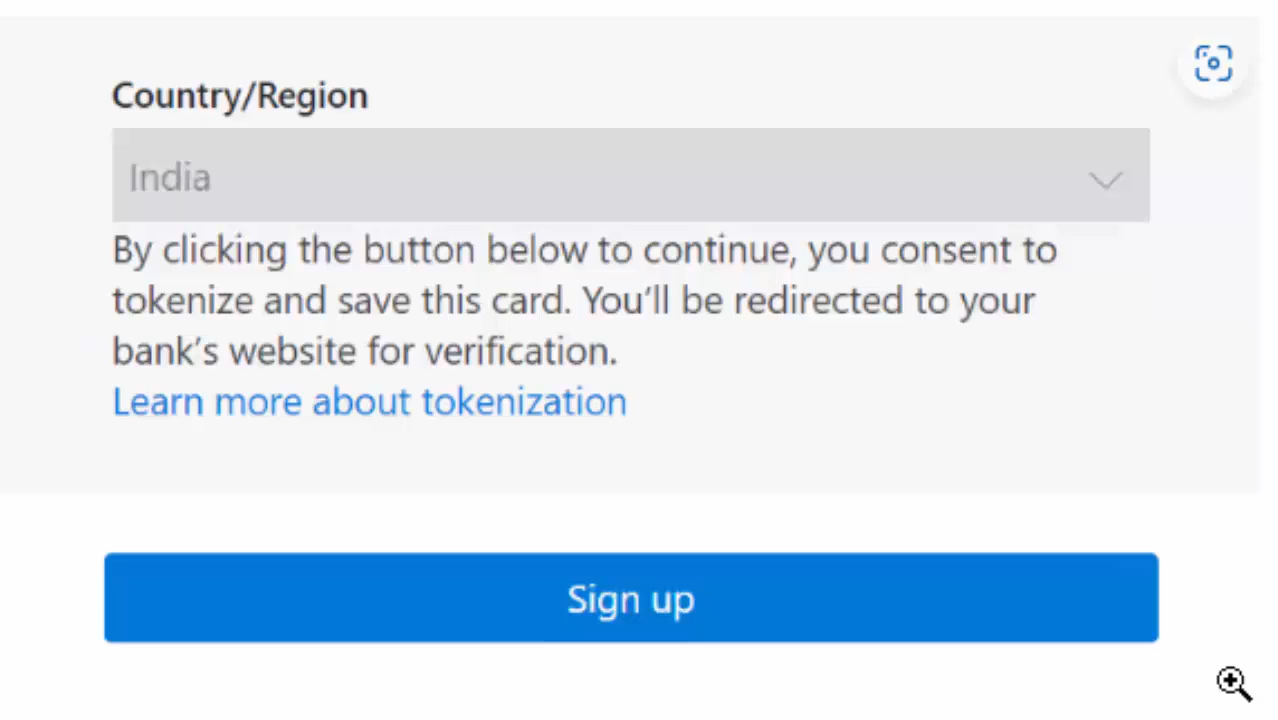 Country/Region
India
By clicking the button below to continue, you consent to
tokenize and save this card. You’ll be redirected to your
bank’s website for verification.
Learn more about tokenization
Sign up